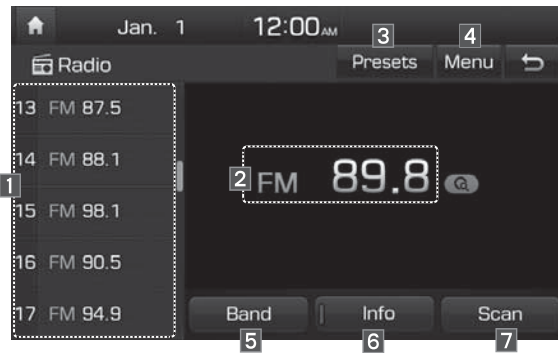 Jan. 1 12:00 AM
3 4
Radio Presets Menu
13 FM 87.5
14 FM 88.1
1
15 FM 98.1
16 FM 90.5
17 FM 94.9
2 FM 89.8
Band Info Scan
5 6 7